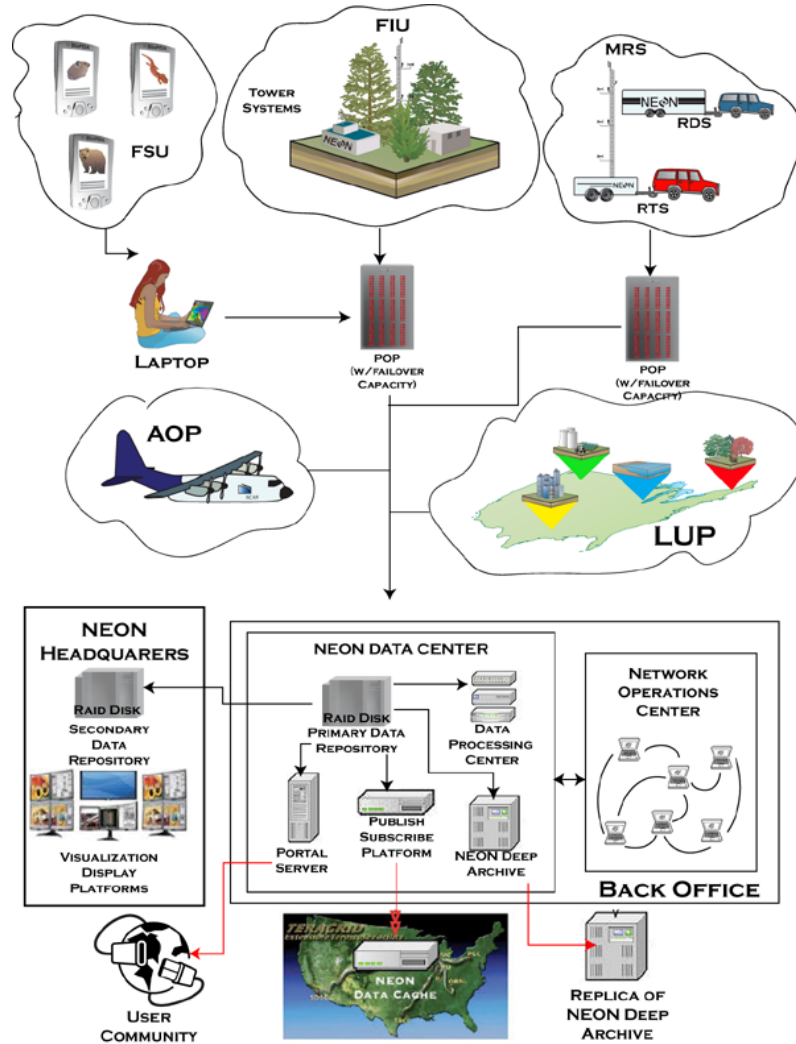 FIU
MRS
TOWER
SYSTEMS
NEON
FSU
NEON
RDS
NEON
RTS
LAPTOP
POP
(W/FAILOVER
CAPACITY)
POP
(W/FAILOVER
CAPACITY)
AOP
NCAR
LUP
NEON
HEADQUARERS
RAID DISK
SECONDARY
DATA
REPOSITORY
VISUALIZATION
DISPLAY
PLATFORMS
NEON DATA CENTER
RAID DISK
PRIMARY DATA
REPOSITORY
DATA
PROCESSING
CENTER
PORTAL
SERVER
PUBLISH
SUBSCRIBE
PLATFORM
NEON DEEP
ARCHIVE
NETWORK
OPERATIONS
CENTER
BACK OFFICE
USER
COMMUNITY
TERAGRID
NEON
DATA CACHE
REPLICA OF
NEON DEEP
ARCHIVE